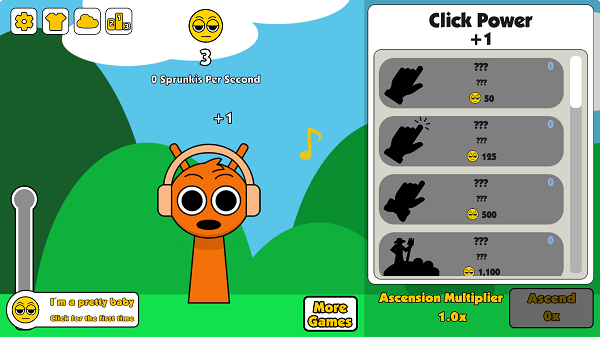 3
0 Sprunkis Per Second
+1
I'm a pretty baby
Click for the first time
More
Games
Click Power
+1
???
0
???
50
???
0
???
125
???
0
???
500
???
0
???
1,100
Ascension Multiplier
1.0x
Ascend
0x